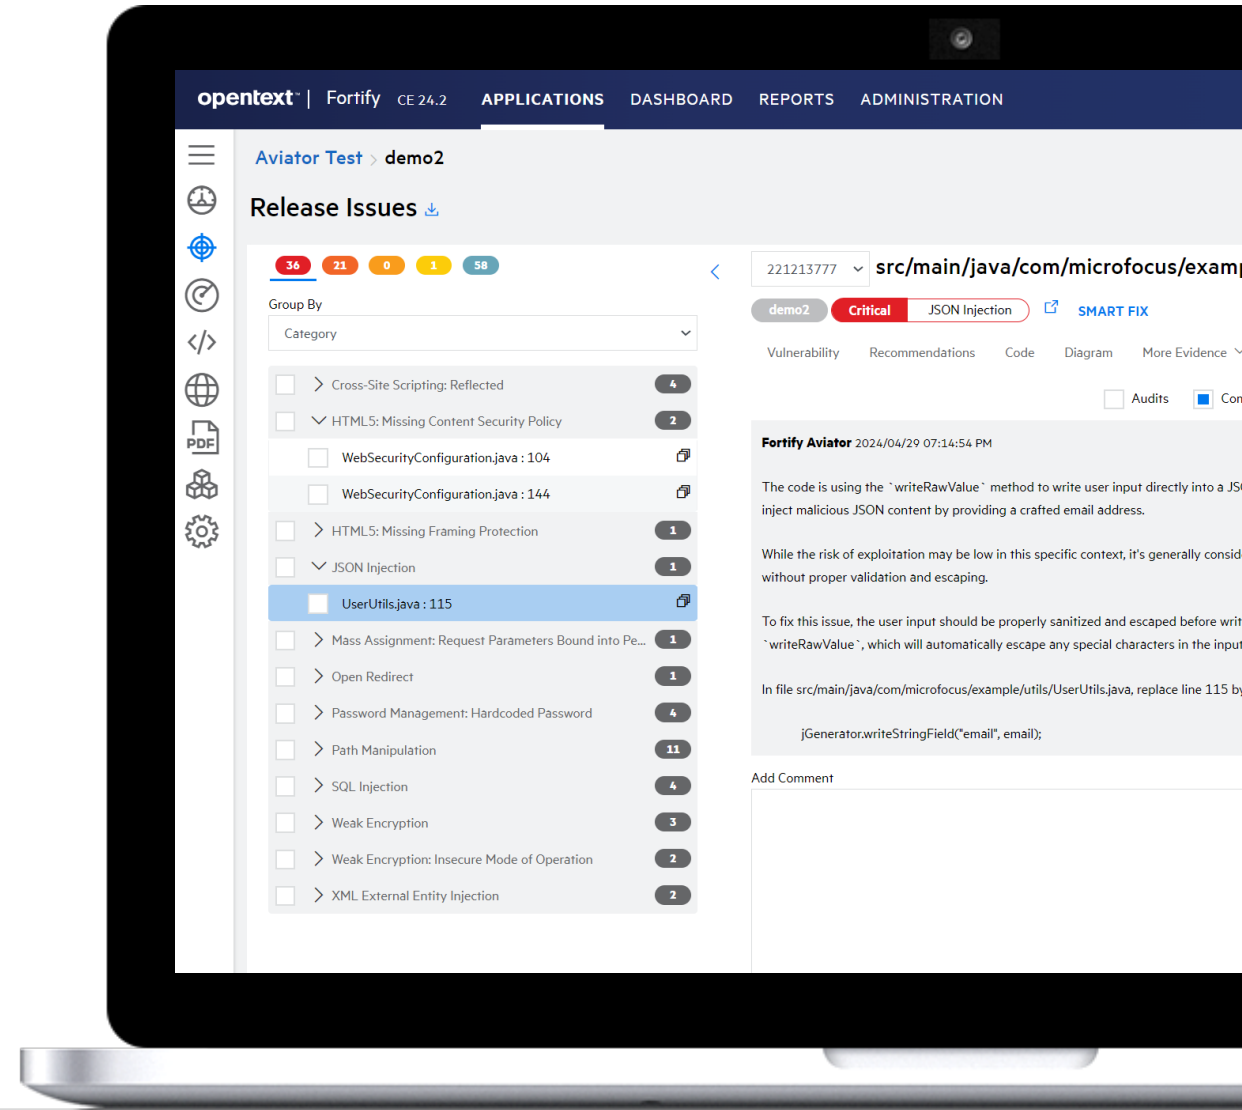 opentext™ | Fortify CE 24.2 APPLICATIONS DASHBOARD REPORTS ADMINISTRATION
Aviator Test > demo2
Release Issues
36 21 0 1 58
Group By
Category
Cross-Site Scripting: Reflected 4
HTML5: Missing Content Security Policy 2
WebSecurityConfiguration.java : 104
WebSecurityConfiguration.java : 144
HTML5: Missing Framing Protection 1
JSON Injection 1
UserUtils.java : 115
Mass Assignment: Request Parameters Bound into Pe... 1
Open Redirect 1
Password Management: Hardcoded Password 4
Path Manipulation 11
SQL Injection 4
Weak Encryption 3
Weak Encryption: Insecure Mode of Operation 2
XML External Entity Injection 2
PDF
221213777 src/main/java/com/microfocus/examp
demo2 Critical JSON Injection SMART FIX
Vulnerability Recommendations Code Diagram More Evidence
Audits Com
Fortify Aviator 2024/04/29 07:14:54 PM
The code is using the `writeRawValue` method to write user input directly into a JSO
inject malicious JSON content by providing a crafted email address.
While the risk of exploitation may be low in this specific context, it's generally conside
without proper validation and escaping.
To fix this issue, the user input should be properly sanitized and escaped before writ
`writeRawValue`, which will automatically escape any special characters in the input
In file src/main/java/com/microfocus/example/utils/UserUtils.java, replace line 115 by
jGenerator.writeStringField("email", email);
Add Comment